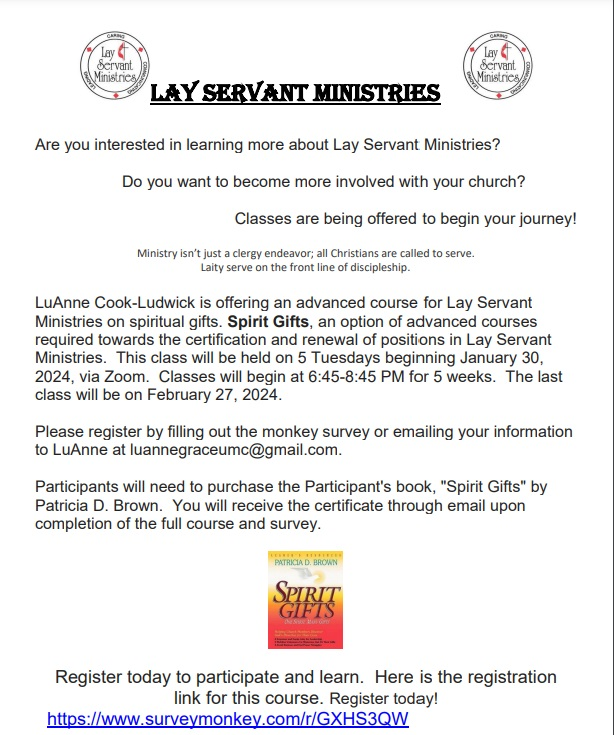 CARING
Lay
Servant
Ministries
COMMUNICATING
LEADING
CARING
Lay
Servant
Ministries
COMMUNICATING
LEADING
LAY SERVANT MINISTRIES
Are you interested in learning more about Lay Servant Ministries?
Do you want to become more involved with your church?
Classes are being offered to begin your journey!
Ministry isn't just a clergy endeavor; all Christians are called to serve.
Laity serve on the front line of discipleship.
LuAnne Cook-Ludwick is offering an advanced course for Lay Servant
Ministries on spiritual gifts. Spirit Gifts, an option of advanced courses
required towards the certification and renewal of positions in Lay Servant
Ministries.  This class will be held on 5 Tuesdays beginning January 30,
2024, via Zoom.  Classes will begin at 6:45-8:45 PM for 5 weeks.  The last
class will be on February 27, 2024.
Please register by filling out the monkey survey or emailing your information
to LuAnne at luannegraceumc@gmail.com.
Participants will need to purchase the Participant's book, "Spirit Gifts" by
Patricia D. Brown.  You will receive the certificate through email upon
completion of the full course and survey.
PATRICIA D. BROWN
SPIRIT
GIFTS
Register today to participate and learn.  Here is the registration
link for this course. Register today!
https://www.surveymonkey.com/r/GXHS3QW